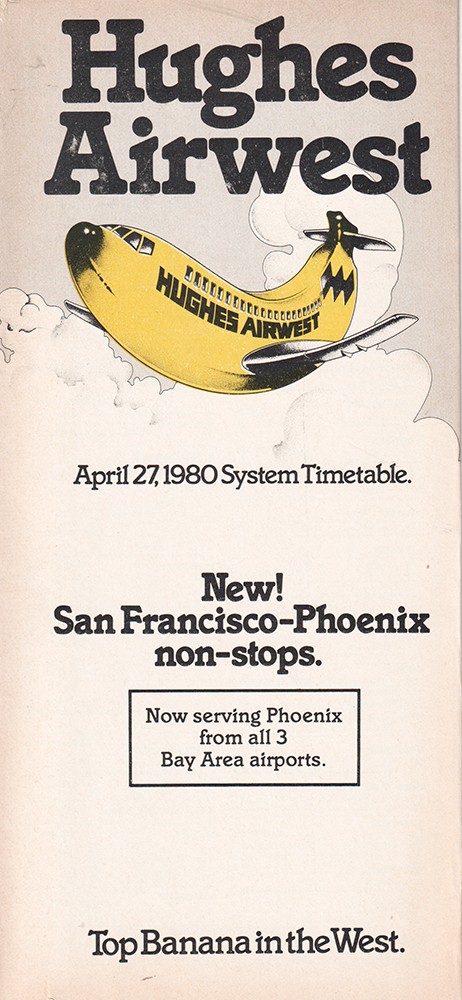 Hughes
Airwest
HUGHES AIRWEST
April 27, 1980 System Timetable.
New!
San Francisco-Phoenix
non-stops.
Now serving Phoenix
from all 3
Bay Area airports.
Top Banana in the West.